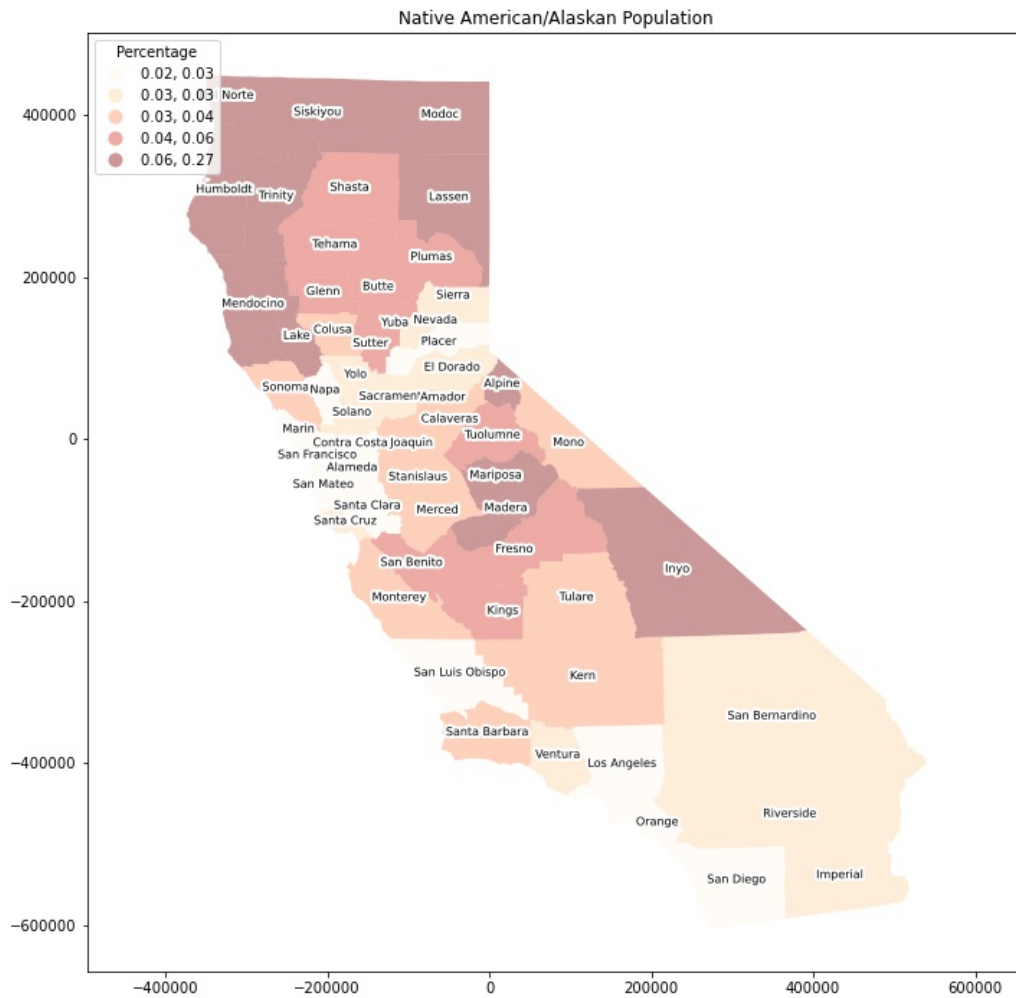 Native American/Alaskan Population
Percentage
0.02, 0.03
0.03, 0.03
0.03, 0.04
0.04, 0.06
0.06, 0.27
Norte
Siskiyou
Modoc
Humboldt
Trinity
Shasta
Lassen
Tehama
Plumas
Glenn
Butte
Sierra
Mendocino
Lake
Colusa
Yuba
Nevada
Sutter
Placer
Yolo
El Dorado
Sonoma
Napa
Sacrament
Amador
Alpine
Solano
Calaveras
Marin
Contra Costa
Joaquin
Tuolumne
Mono
San Francisco
Alameda
Stanislaus
Mariposa
San Mateo
Santa Clara
Merced
Madera
Santa Cruz
San Benito
Fresno
Inyo
Monterey
Kings
Tulare
San Luis Obispo
Kern
Santa Barbara
San Bernardino
Ventura
Los Angeles
Orange
Riverside
San Diego
Imperial
400000
200000
0
−200000
−400000
−600000
−400000 −200000 0 200000 400000 600000